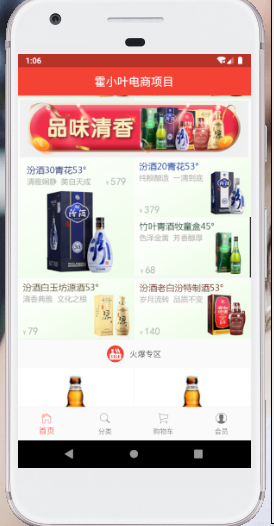 1:06
霍小叶电商项目
品味清香
汾酒30青花53°
清雅娴静 美自天成
¥579
汾酒20青花53°
纯粮酿造 一清到底
¥379
竹叶青酒牧童盒45°
色泽金黄 芳香醇厚
¥68
汾酒白玉坊源酒53°
清香典雅 文化之根
¥79
汾酒老白汾特制酒53°
岁月流转 品质不变
¥140
火爆专区
首页
分类
购物车
会员